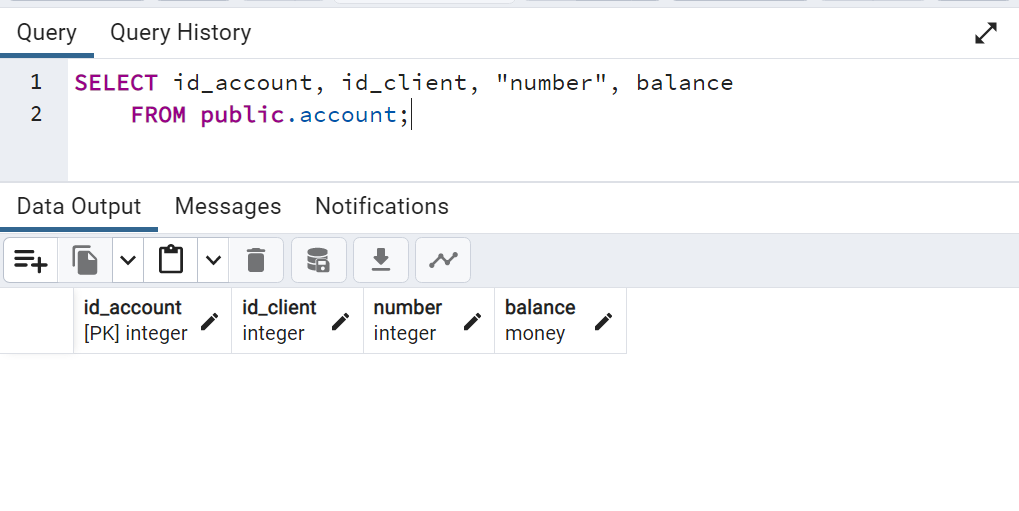 Query Query History
1 SELECT id_account, id_client, "number", balance
2 FROM public.account;
Data Output Messages Notifications
id_account id_client number balance
[PK] integer integer integer money